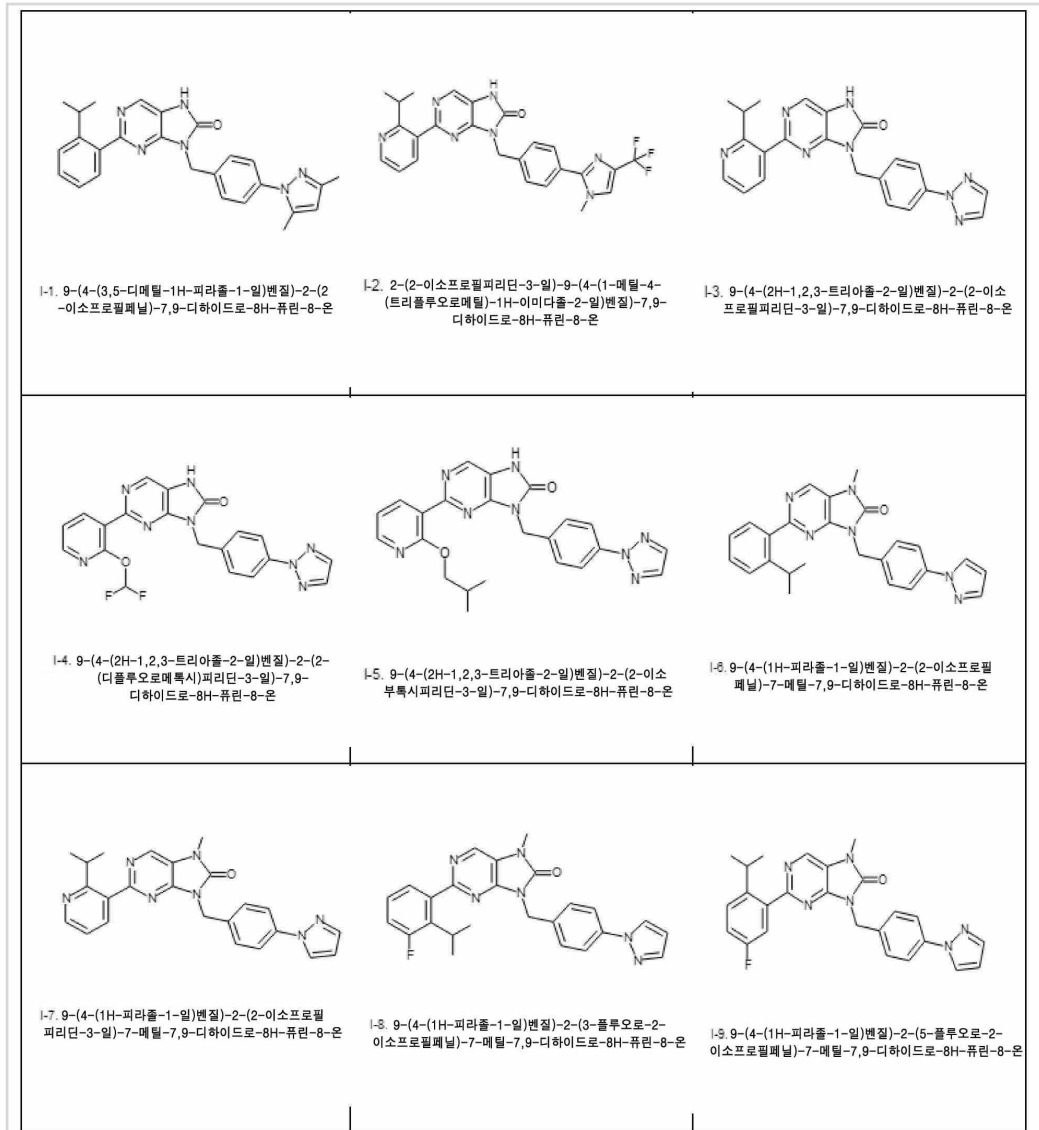 I-1. 9-(4-(3,5-디메틸-1H-피라졸-1-일)벤질)-2-(2
-이소프로필페닐)-7,9-디하이드로-8H-퓨린-8-온
I-2. 2-(2-이소프로필피리딘-3-일)-9-(4-(1-메틸-4-
(트리플루오로메틸)-1H-이미다졸-2-일)벤질)-7,9-
디하이드로-8H-퓨린-8-온
I-3. 9-(4-(2H-1,2,3-트리아졸-2-일)벤질)-2-(2-이소
프로필피리딘-3-일)-7,9-디하이드로-8H-퓨린-8-온
I-4. 9-(4-(2H-1,2,3-트리아졸-2-일)벤질)-2-(2-
(디플루오로메톡시)피리딘-3-일)-7,9-
디하이드로-8H-퓨린-8-온
I-5. 9-(4-(2H-1,2,3-트리아졸-2-일)벤질)-2-(2-이소
부톡시피리딘-3-일)-7,9-디하이드로-8H-퓨린-8-온
I-6. 9-(4-(1H-피라졸-1-일)벤질)-2-(2-이소프로필
페닐)-7-메틸-7,9-디하이드로-8H-퓨린-8-온
I-7. 9-(4-(1H-피라졸-1-일)벤질)-2-(2-이소프로필
피리딘-3-일)-7-메틸-7,9-디하이드로-8H-퓨린-8-온
I-8. 9-(4-(1H-피라졸-1-일)벤질)-2-(3-플루오로-2-
이소프로필페닐)-7-메틸-7,9-디하이드로-8H-퓨린-8-온
I-9. 9-(4-(1H-피라졸-1-일)벤질)-2-(5-플루오로-2-
이소프로필페닐)-7-메틸-7,9-디하이드로-8H-퓨린-8-온